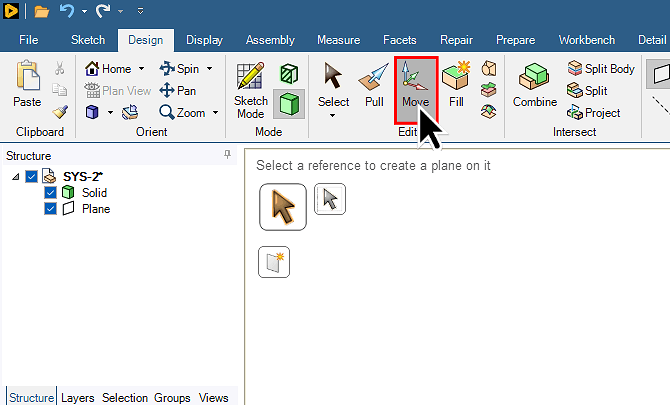 File Sketch Design Display Assembly Measure Facets Repair Prepare Workbench Detail
Home Spin Split Body
Plan View Pan Split
Zoom Project
Paste Sketch Mode Select Pull Move Fill Combine
Clipboard Orient Mode Edit Intersect
Structure
Select a reference to create a plane on it
SYS-2*
Solid
Plane
Structure Layers Selection Groups Views